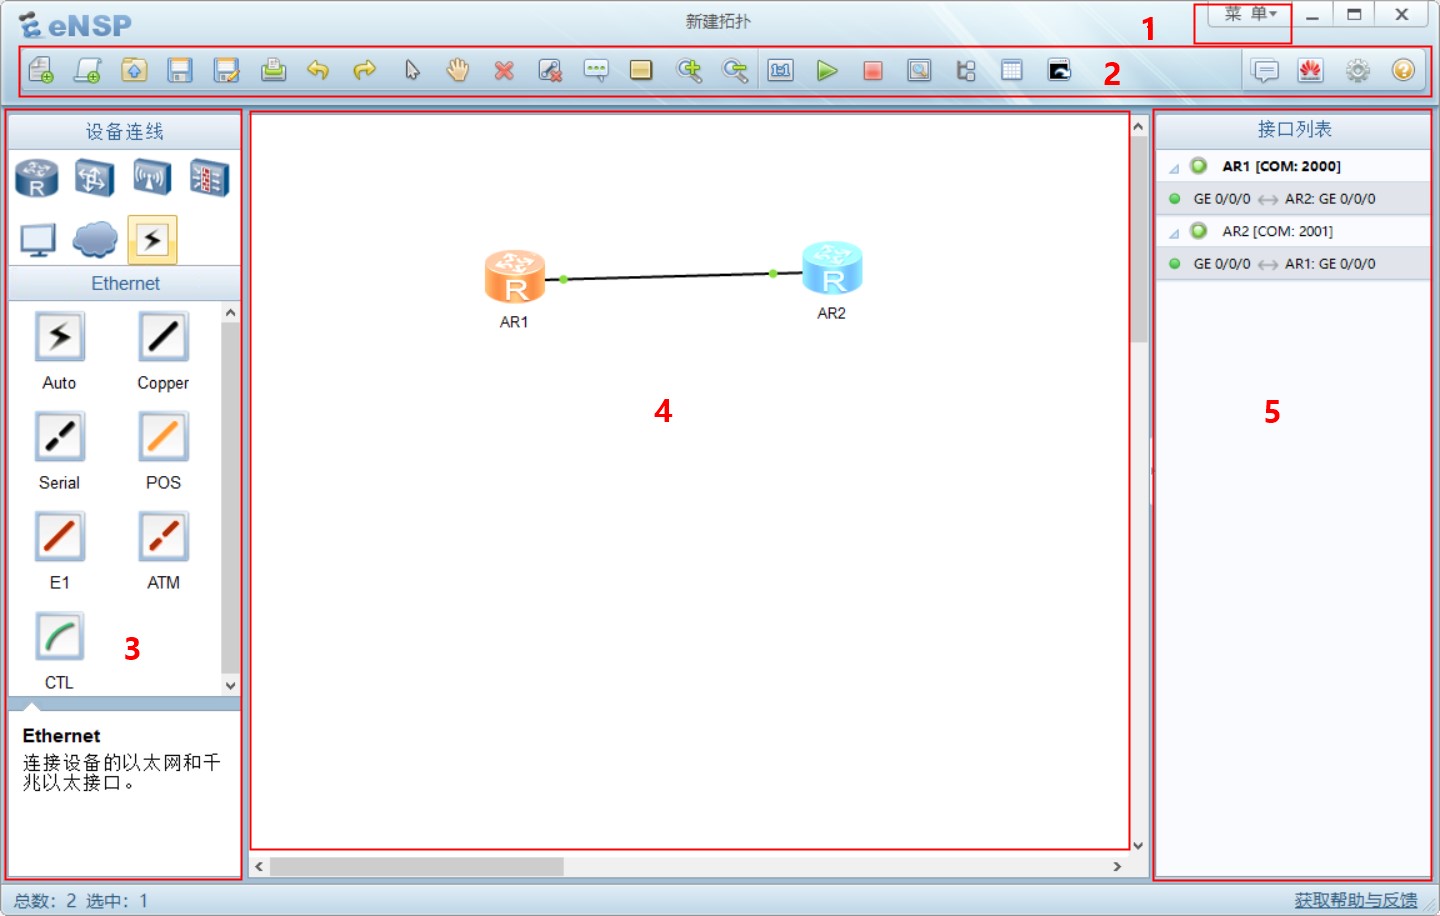 eNSP
新建拓扑
1
菜 单
2
1:1
设备连线
R
Ethernet
Auto
Copper
Serial
POS
E1
ATM
CTL
3
Ethernet
连接设备的以太网和千
兆以太接口。
R
AR1
R
AR2
4
接口列表
AR1 [COM: 2000]
GE 0/0/0 AR2: GE 0/0/0
AR2 [COM: 2001]
GE 0/0/0 AR1: GE 0/0/0
5
总数: 2 选中: 1
获取帮助与反馈